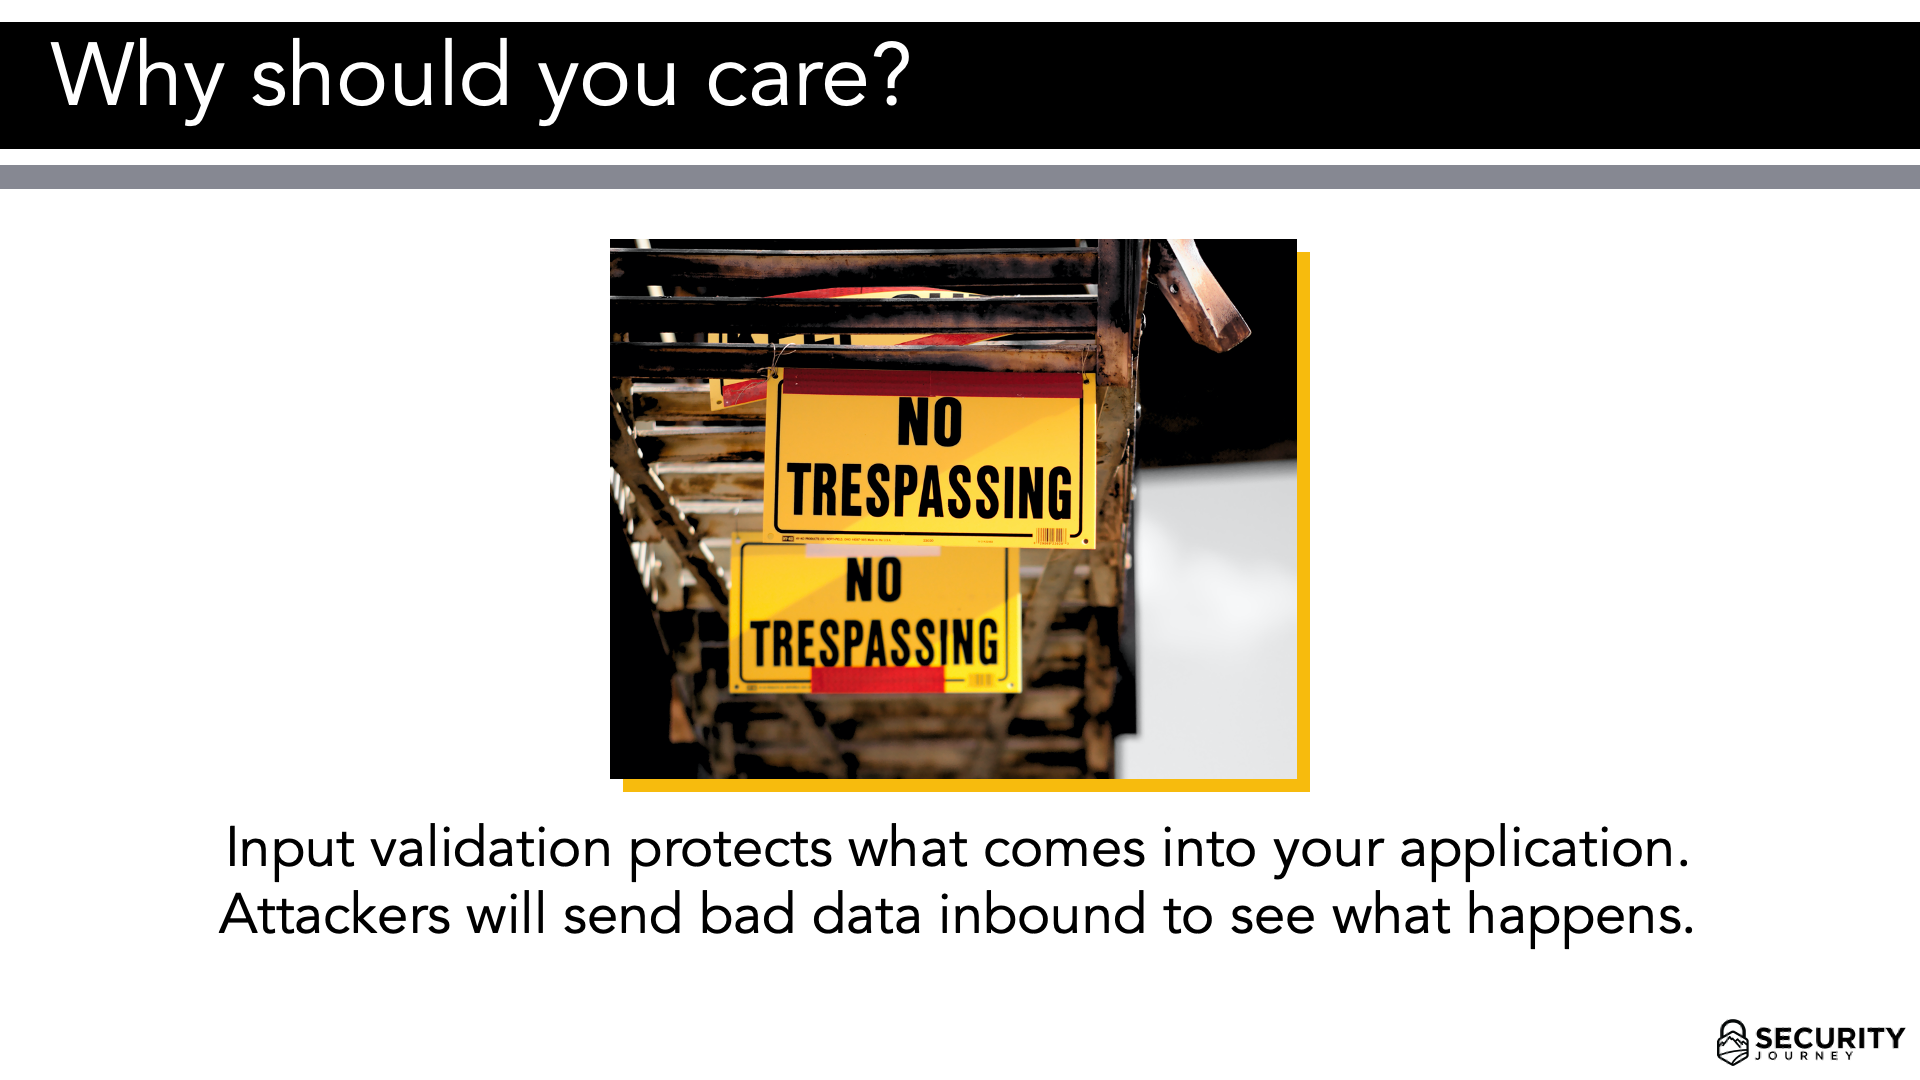 Why should you care?
NO
TRESPASSING
NO
TRESPASSING
Input validation protects what comes into your application.
Attackers will send bad data inbound to see what happens.
SECURITY
JOURNEY